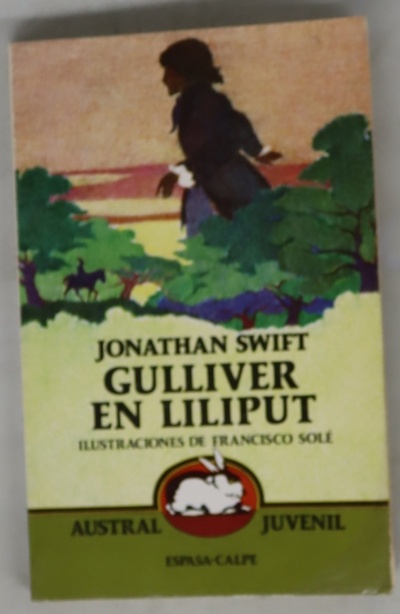 JONATHAN SWIFT
GULLIVER
EN LILIPUT
ILUSTRACIONES DE FRANCISCO SOLÉ
AUSTRAL JUVENIL
ESPASA-CALPE